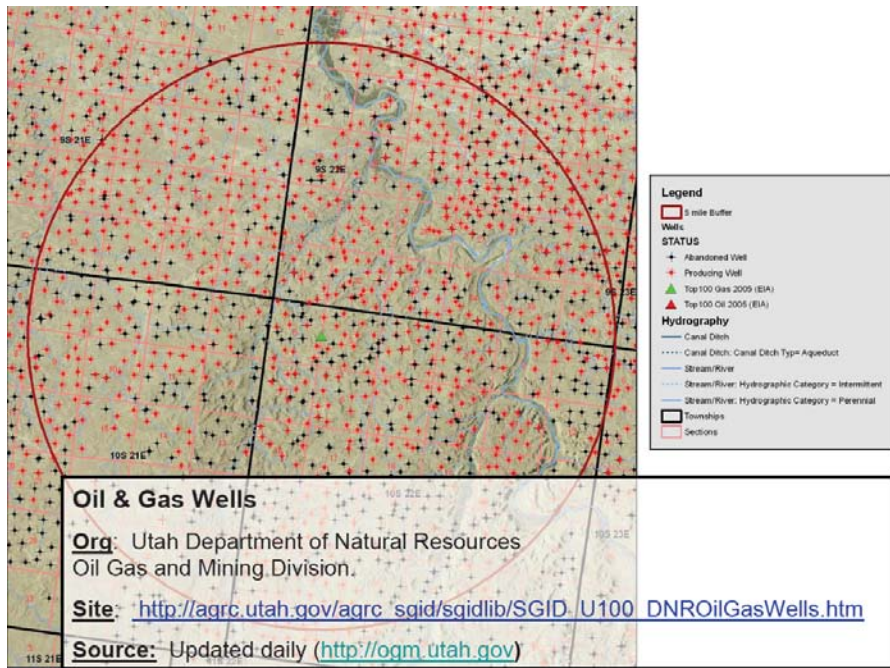 9S 21E
9S 22E
9S 23E
10S 21E
10S 22E
10S 23E
11S 21E
Legend
5 mile Buffer
Wells
STATUS
Abandoned Well
Producing Well
Top100 Gas 2005 (EIA)
Top100 Oil 2005 (EIA)
Hydrography
Canal Ditch
Canal Ditch: Canal Ditch Typ= Aqueduct
Stream/River
Stream/River: Hydrographic Category = Intermittent
Stream/River: Hydrographic Category = Perennial
Townships
Sections
Oil & Gas Wells
Org: Utah Department of Natural Resources
Oil Gas and Mining Division.
Site: http://agrc.utah.gov/agrc_sgid/sgidlib/SGID_U100_DNROilGasWells.htm
Source: Updated daily (http://ogm.utah.gov)